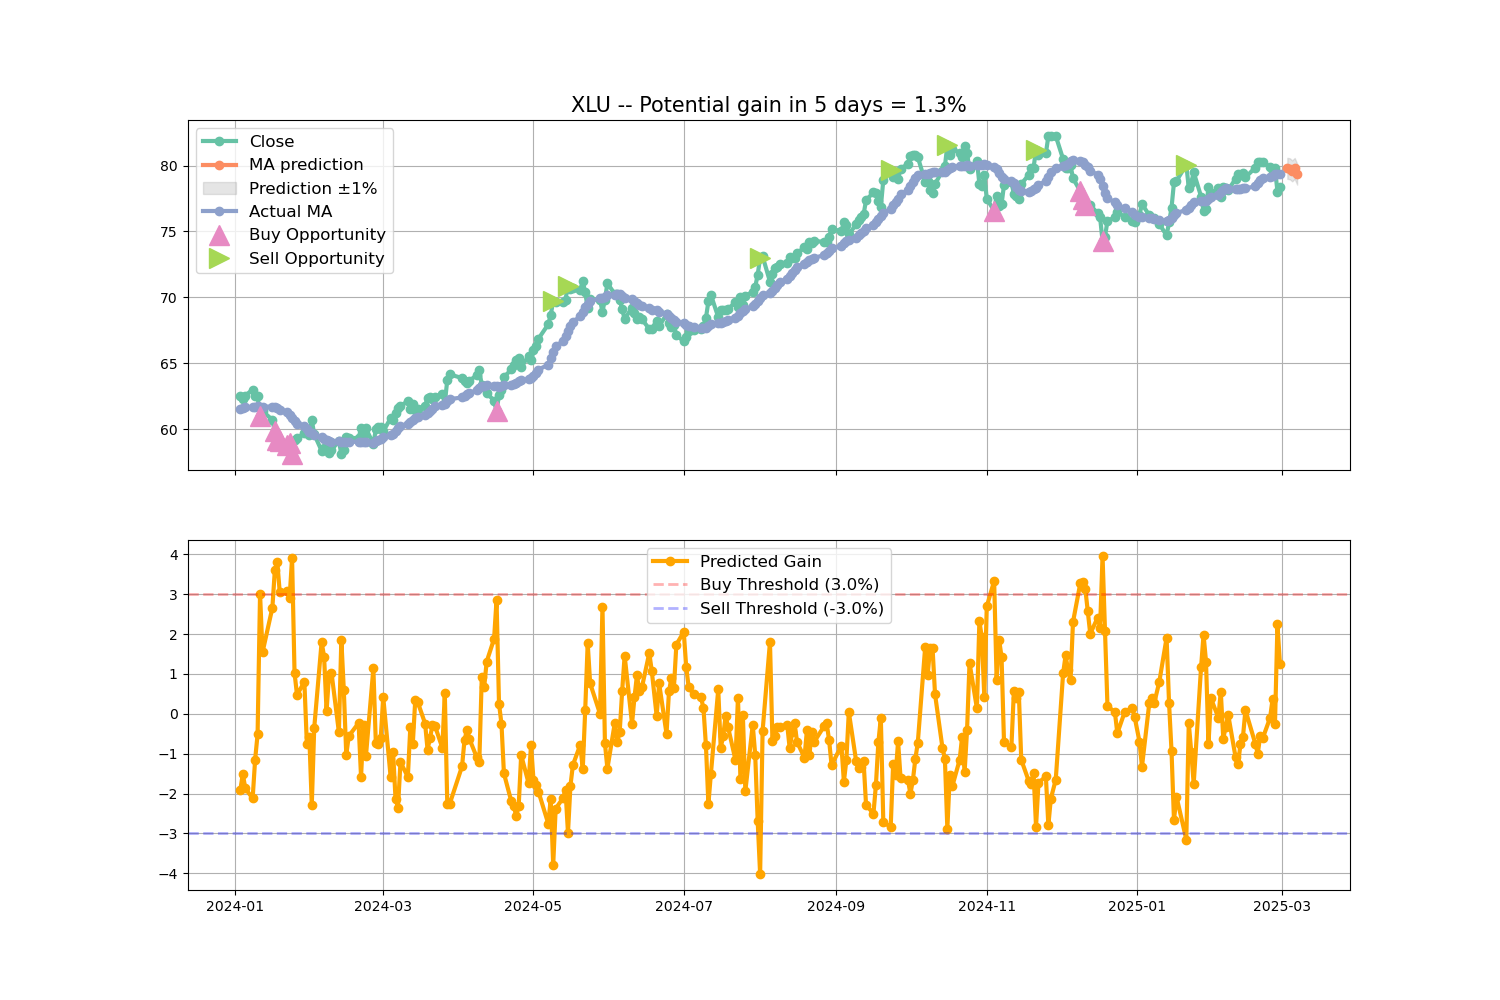 XLU -- Potential gain in 5 days = 1.3%
Close
MA prediction
Prediction ±1%
Actual MA
Buy Opportunity
Sell Opportunity
80
75
70
65
60
Predicted Gain
Buy Threshold (3.0%)
Sell Threshold (-3.0%)
4
3
2
1
0
−1
−2
−3
−4
2024-01
2024-03
2024-05
2024-07
2024-09
2024-11
2025-01
2025-03